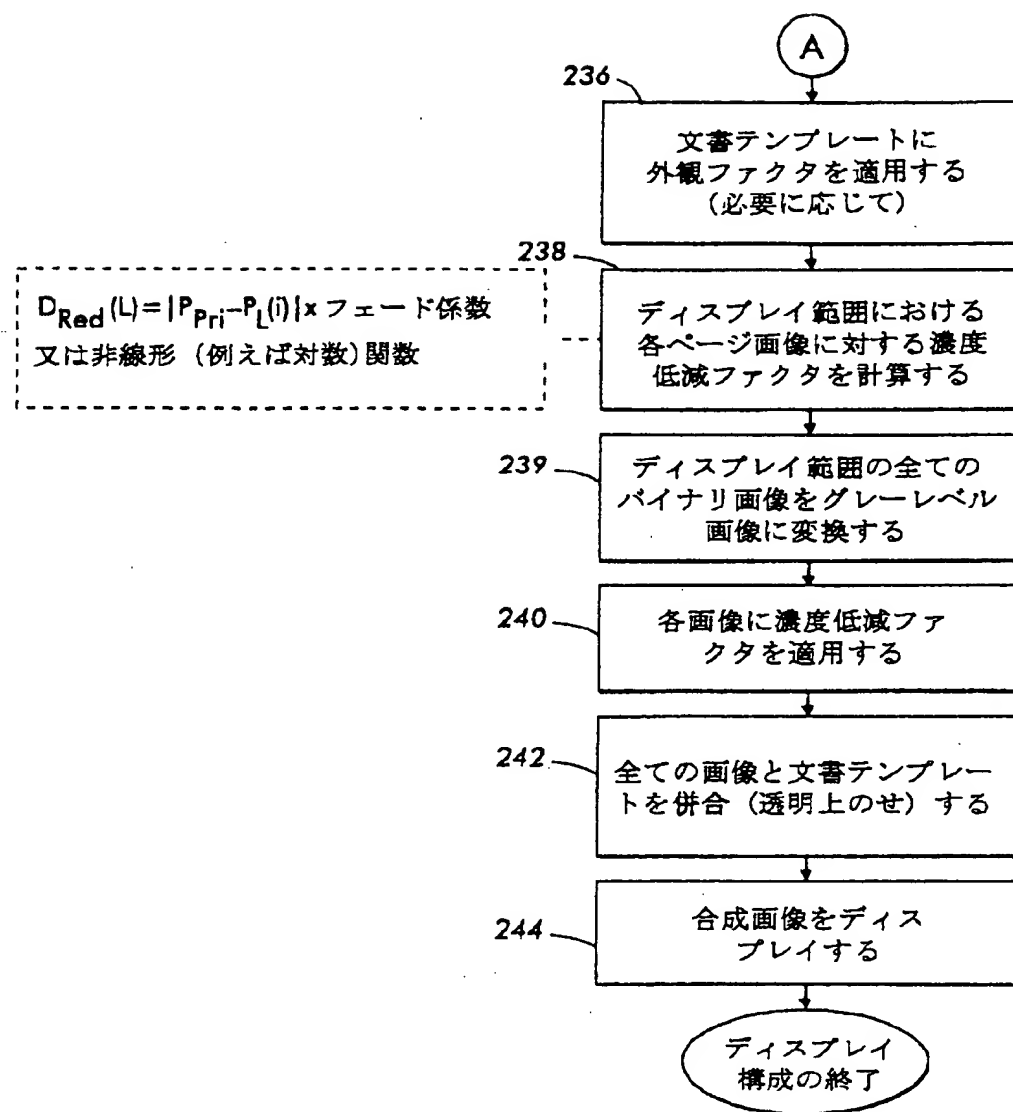 A
236
文書テンプレートに
外観ファクタを適用する
(必要に応じて)
238
D_Red(L)=|P_Pri-P_L(i)|x フェード係数
又は非線形 (例えば対数)関数
ディスプレイ範囲における
各ページ画像に対する濃度
低減ファクタを計算する
239
ディスプレイ範囲の全ての
バイナリ画像をグレーレベル
画像に変換する
240
各画像に濃度低減ファ
クタを適用する
242
全ての画像と文書テンプレー
トを併合 (透明上のせ) する
244
合成画像をディス
プレイする
ディスプレイ
構成の終了